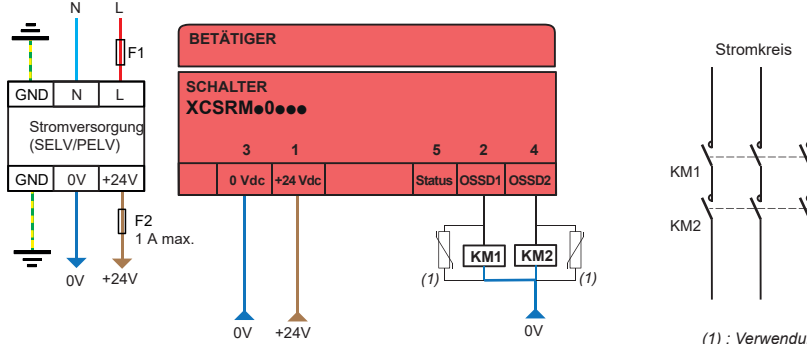 N L
F1
GND N L
Stromversorgung
(SELV/PELV)
GND 0V +24V
F2
1 A max.
0V +24V
BETÄTIGER
SCHALTER
XCSRM●0●●●
3 1 5 2 4
0 Vdc +24 Vdc Status OSSD1 OSSD2
KM1 KM2
(1) (1)
0V +24V 0V
Stromkreis
KM1
KM2
(1) : Verwendu